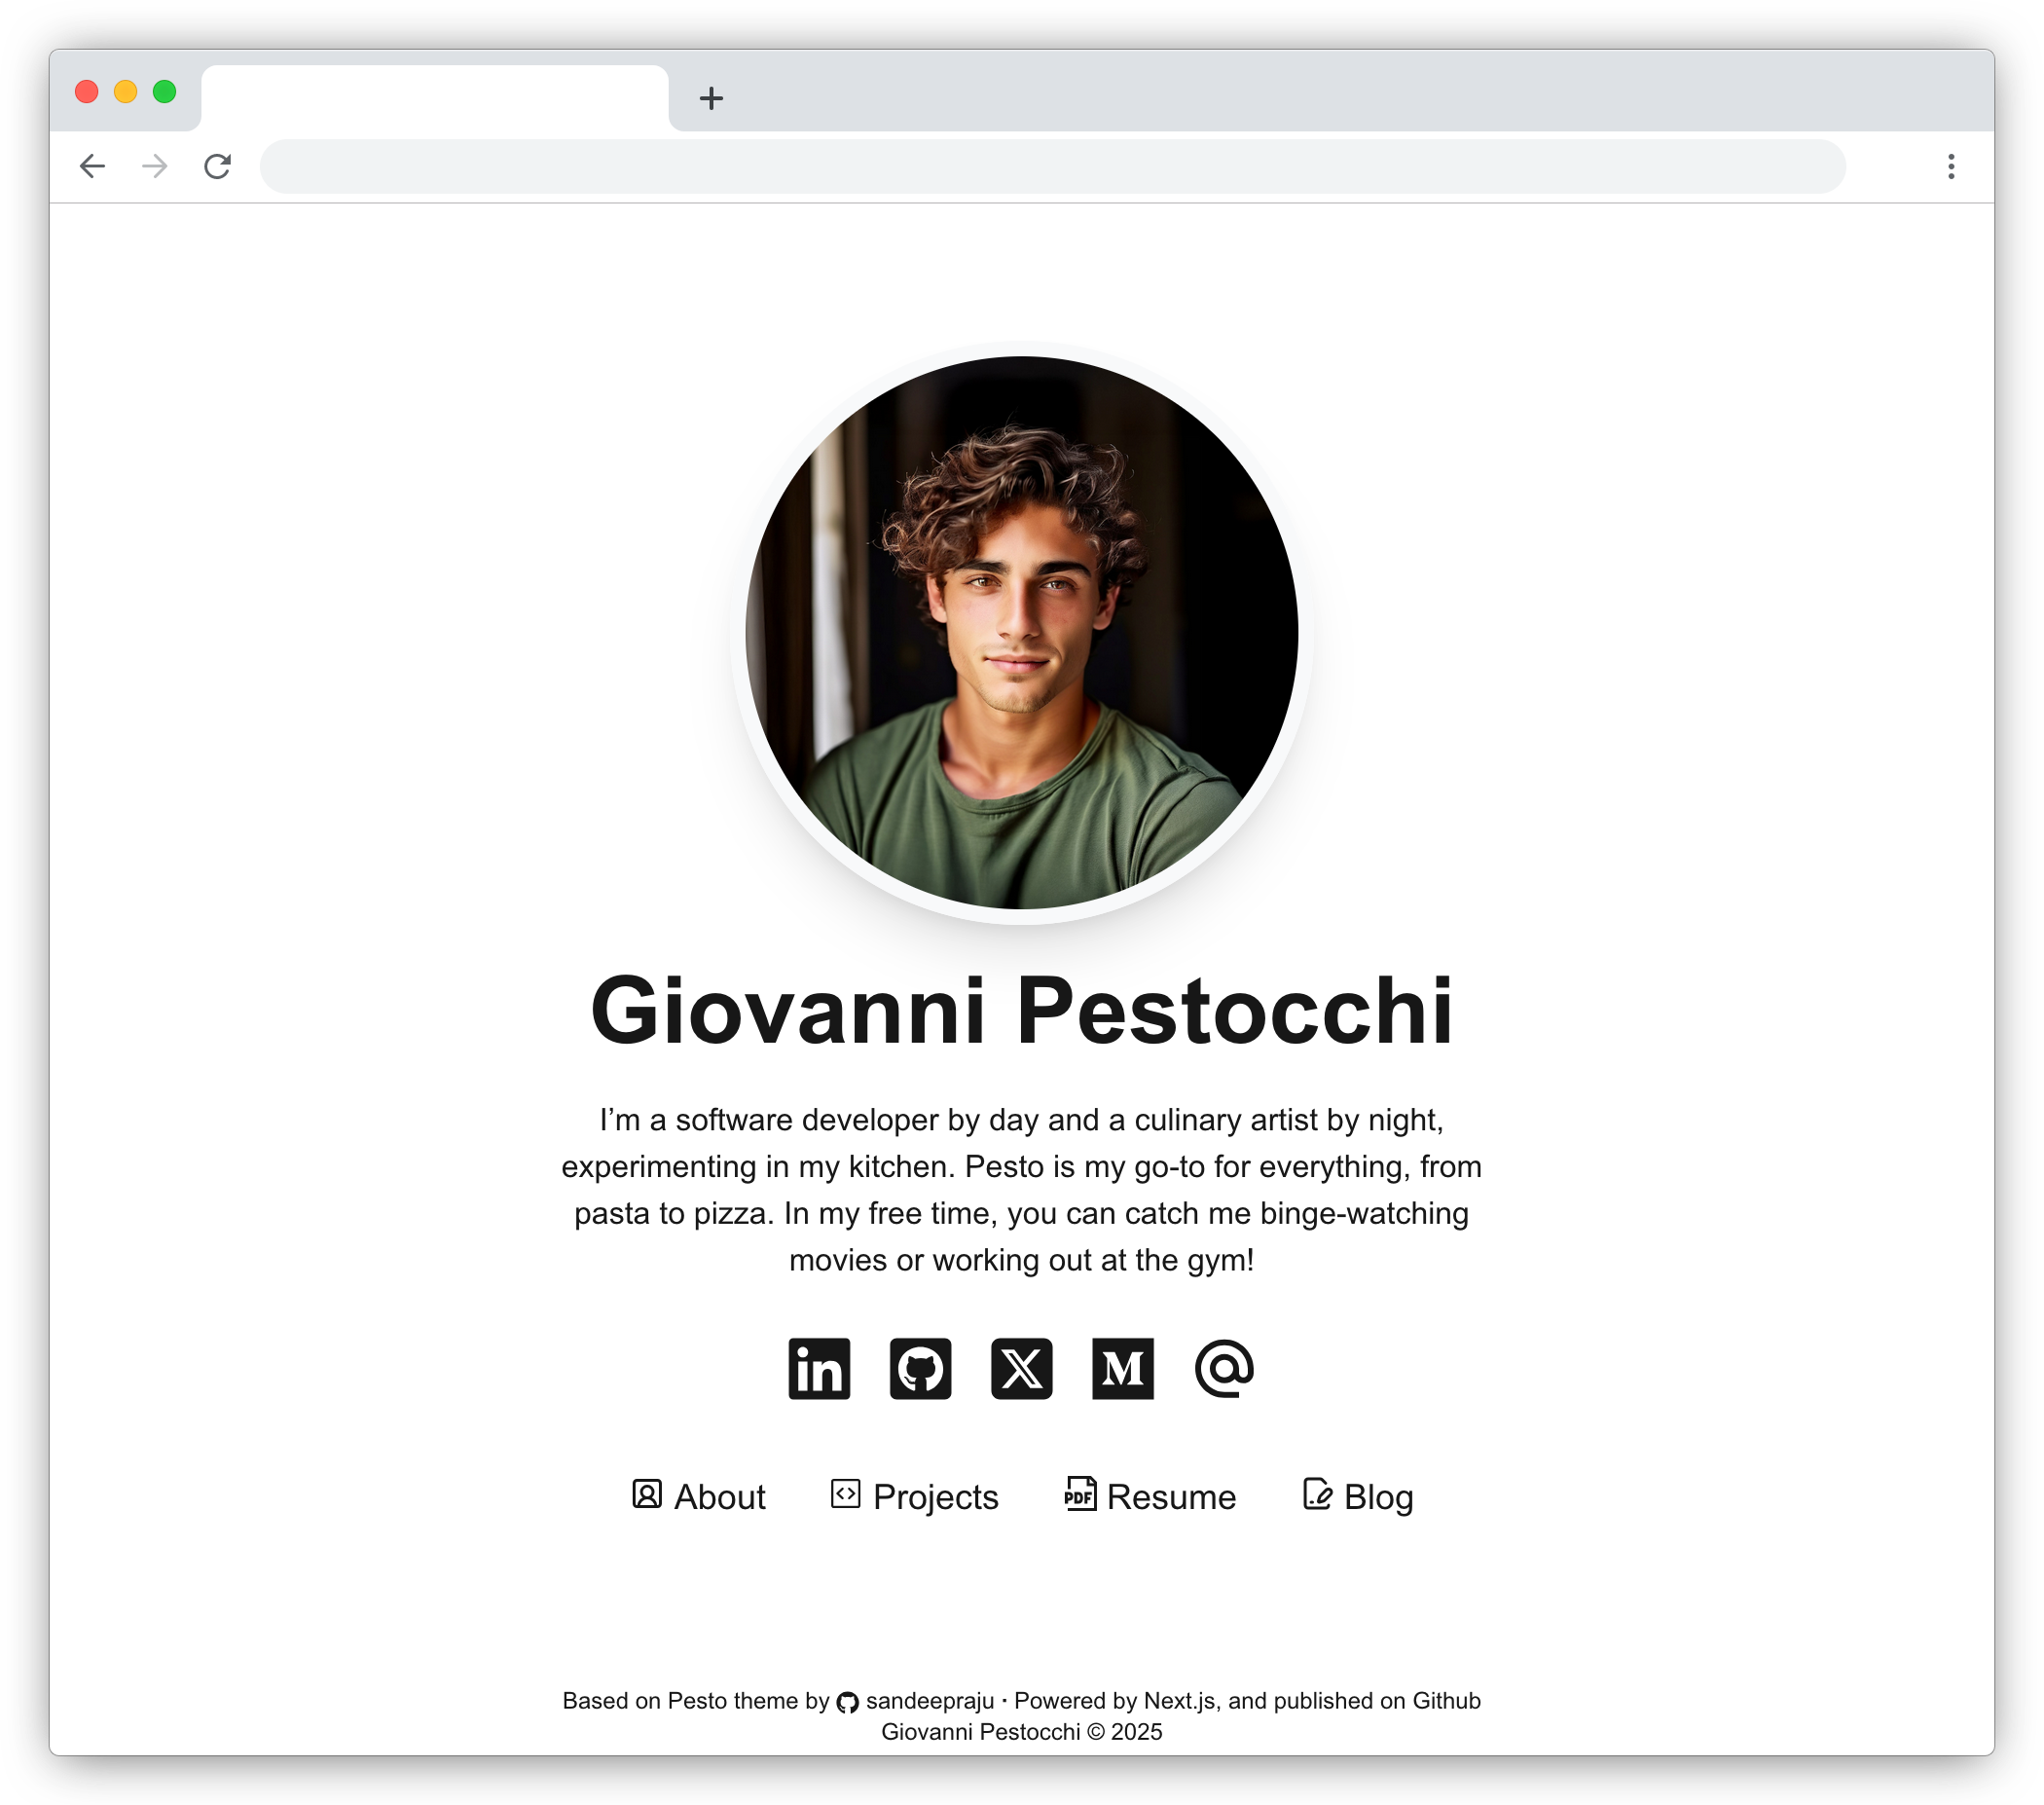 Giovanni Pestocchi
I’m a software developer by day and a culinary artist by night,
experimenting in my kitchen. Pesto is my go-to for everything, from
pasta to pizza. In my free time, you can catch me binge-watching
movies or working out at the gym!
in X M @
About PDF Projects Resume Blog
Based on Pesto theme by sandeepraju · Powered by Next.js, and published on Github
Giovanni Pestocchi © 2025